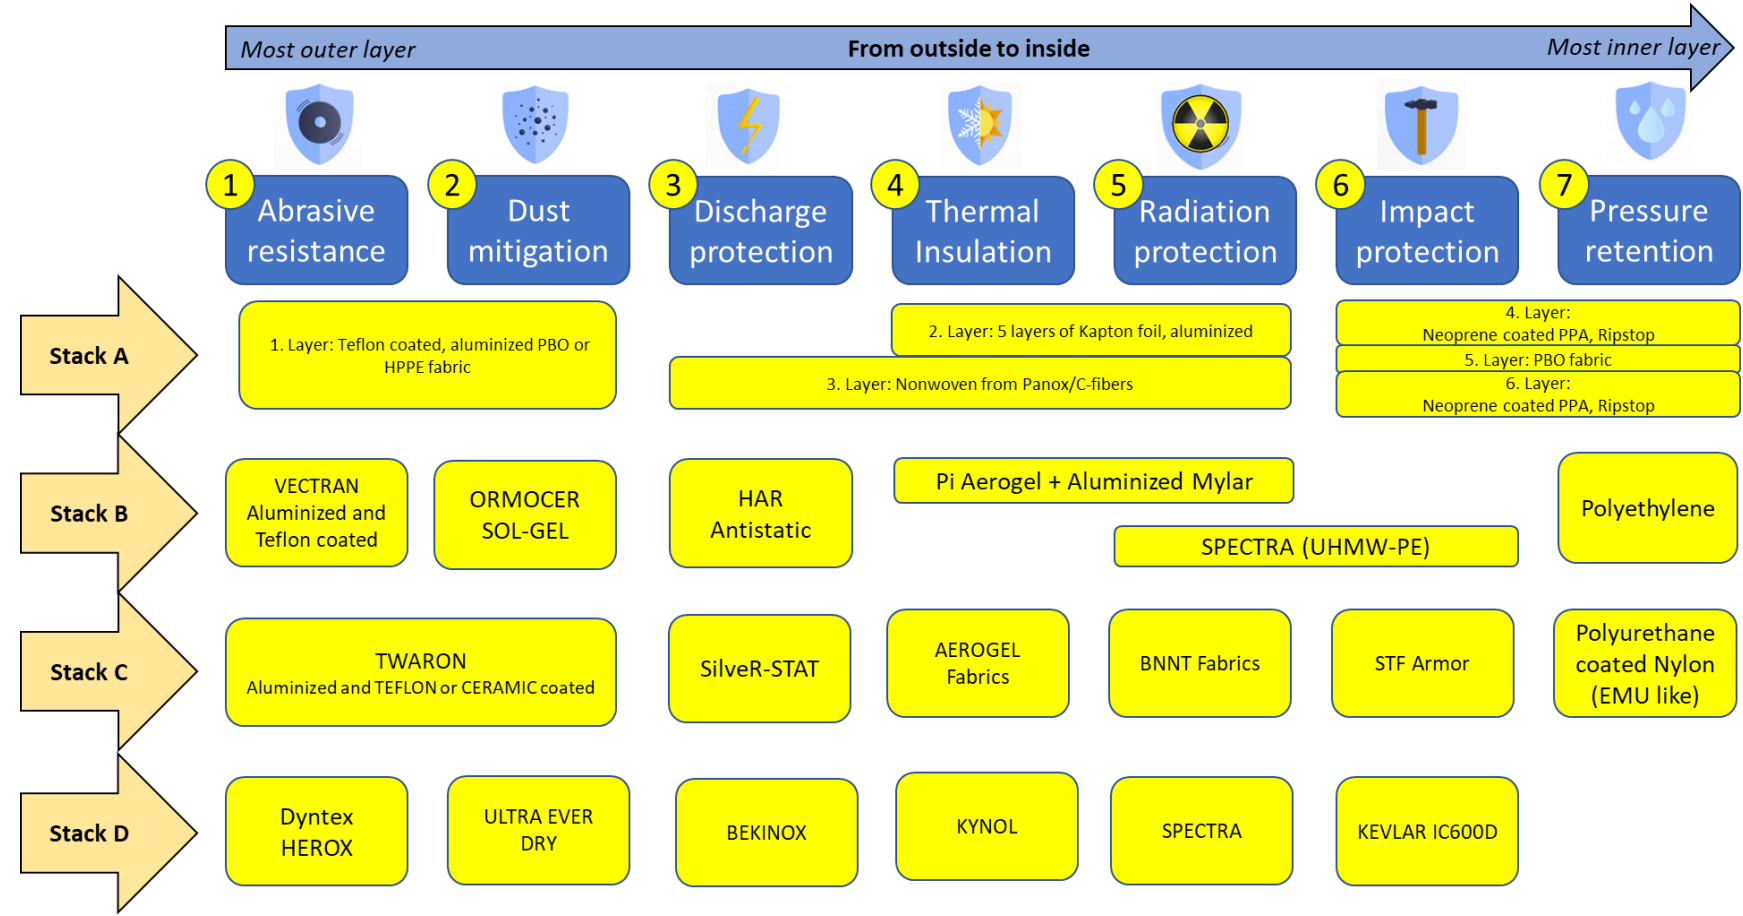 Most outer layer
From outside to inside
Most inner layer
1
Abrasive
resistance
2
Dust
mitigation
3
Discharge
protection
4
Thermal
Insulation
5
Radiation
protection
6
Impact
protection
7
Pressure
retention
Stack A
1. Layer: Teflon coated, aluminized PBO or
HPPE fabric
2. Layer: 5 layers of Kapton foil, aluminized
3. Layer: Nonwoven from Panox/C-fibers
4. Layer:
Neoprene coated PPA, Ripstop
5. Layer: PBO fabric
6. Layer:
Neoprene coated PPA, Ripstop
Stack B
VECTRAN
Aluminized and
Teflon coated
ORMOCER
SOL-GEL
HAR
Antistatic
Pi Aerogel + Aluminized Mylar
SPECTRA (UHMW-PE)
Polyethylene
Stack C
TWARON
Aluminized and TEFLON or CERAMIC coated
SilveR-STAT
AEROGEL
Fabrics
BNNT Fabrics
STF Armor
Polyurethane
coated Nylon
(EMU like)
Stack D
Dyntex
HEROX
ULTRA EVER
DRY
BEKINOX
KYNOL
SPECTRA
KEVLAR IC600D